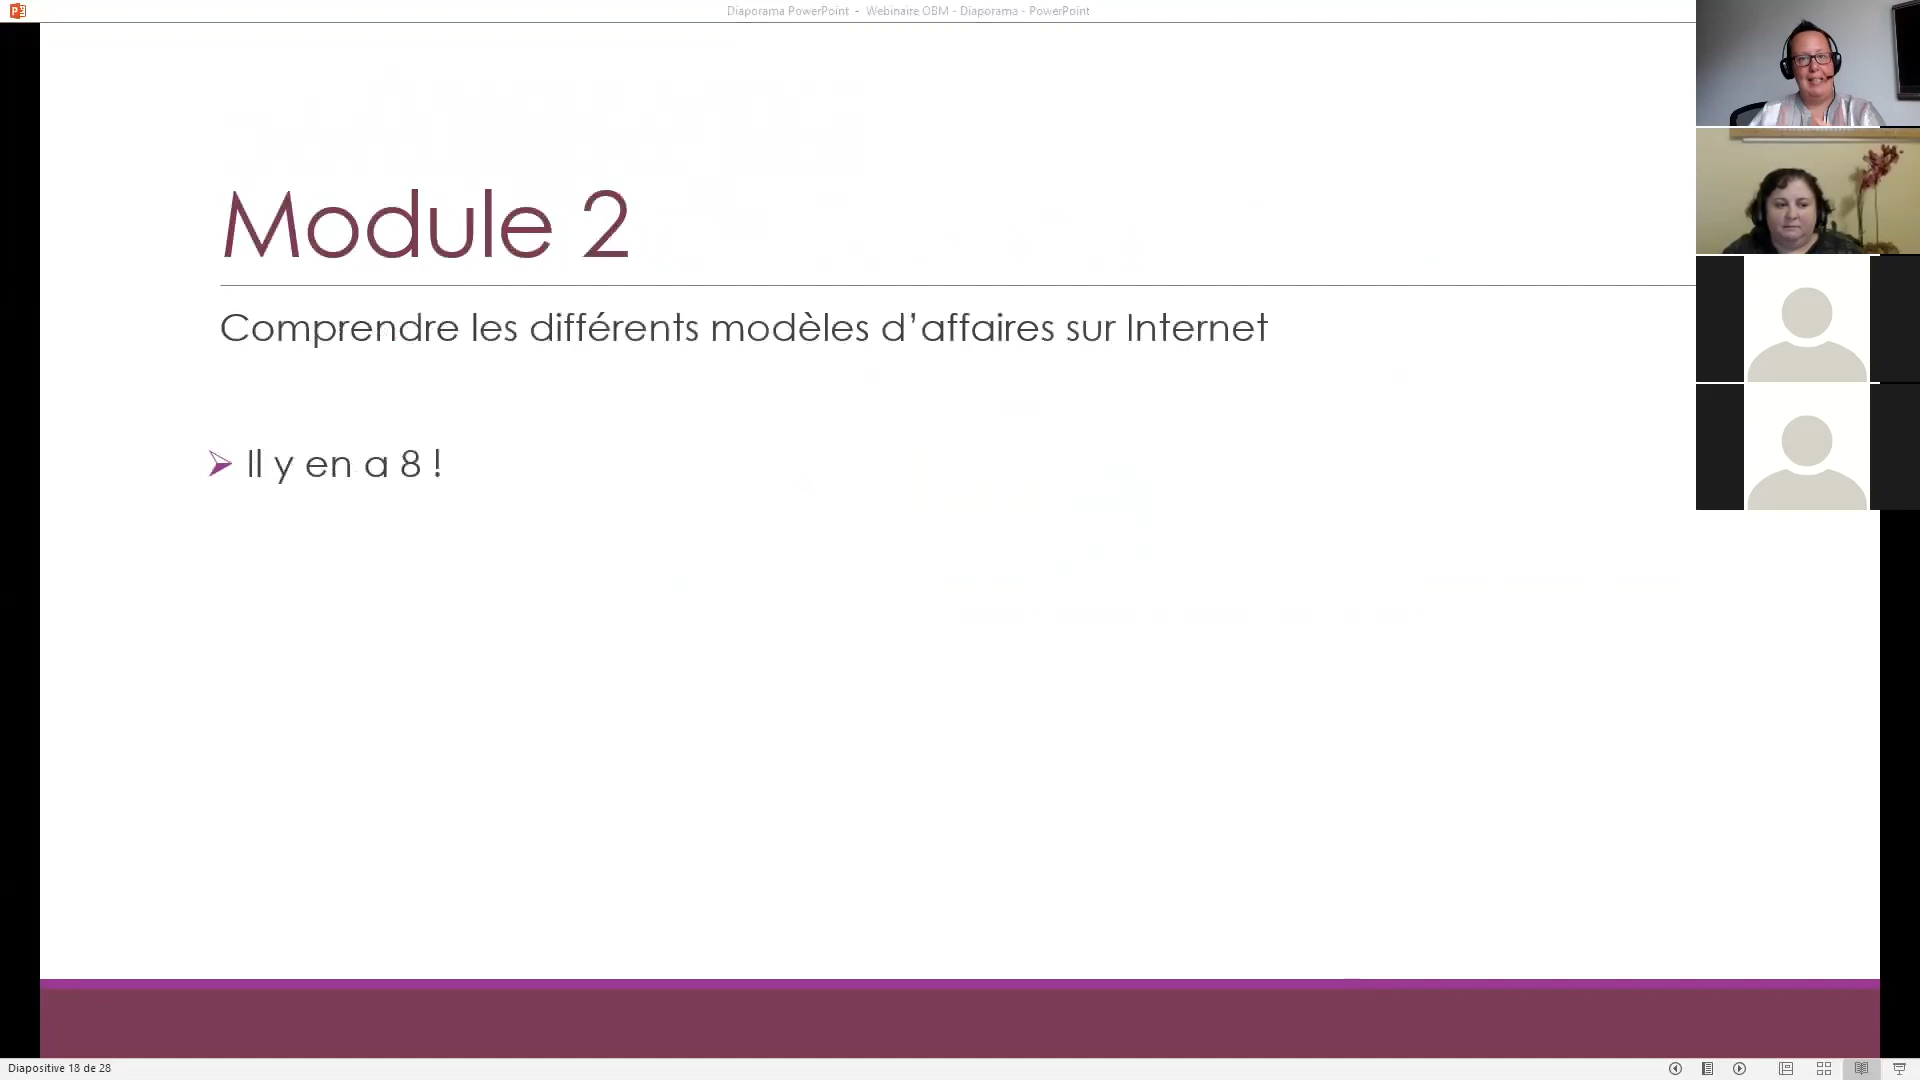 Diaporama PowerPoint - Webinaire OBM - Diaporama - PowerPoint
Module 2
Comprendre les différents modèles d’affaires sur Internet
Il y en a 8 !
Diapositive 18 de 28